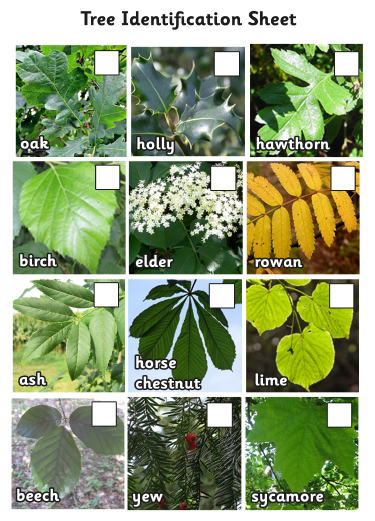 Tree Identification Sheet
oak
holly
hawthorn
birch
elder
rowan
ash
horse
chestnut
lime
beech
yew
sycamore